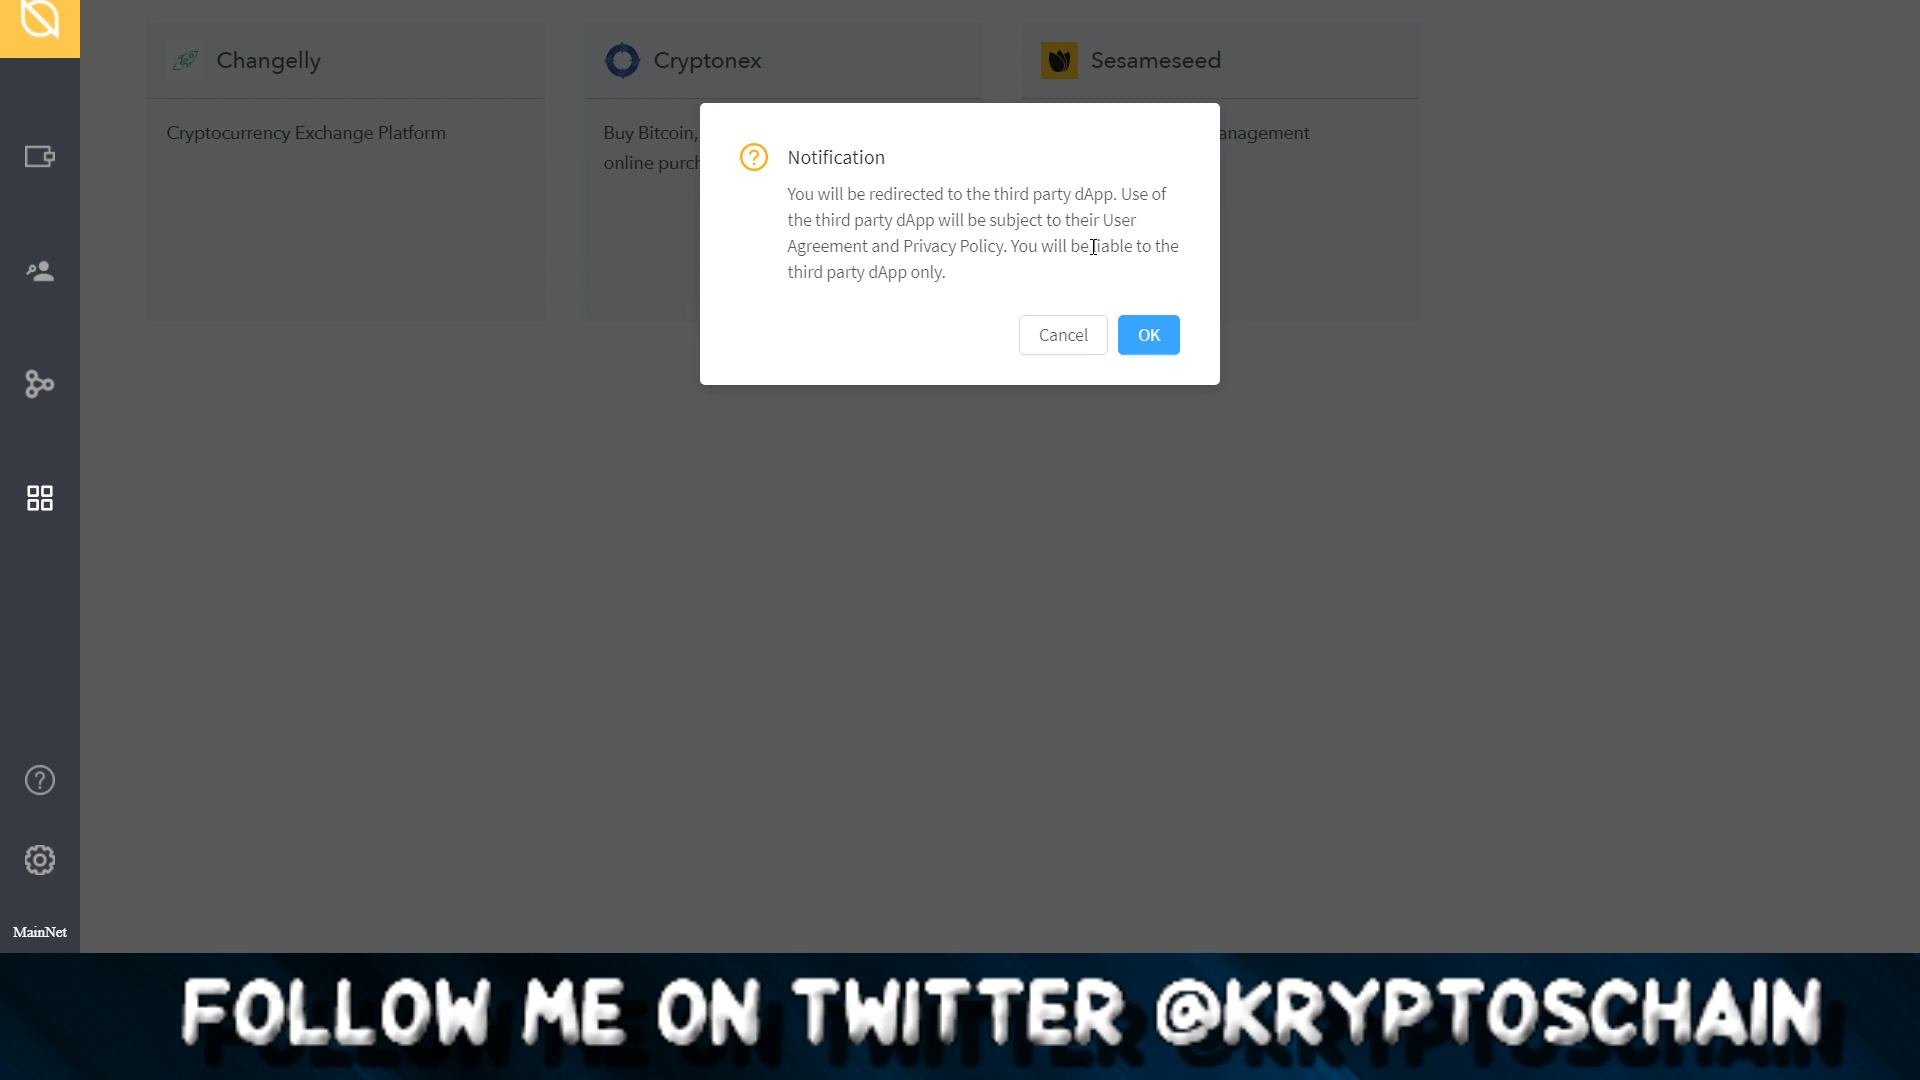 Changelly
Cryptocurrency Exchange Platform
Cryptonex
Buy Bitcoin,
online
Sesameseed
Notification
You will be redirected to the third party dApp. Use of
the third party dApp will be subject to their User
Agreement and Privacy Policy. You will be liable to the
third party dApp only.
Cancel
OK
MainNet
FOLLOW ME ON TWITTER @KRYPTOSCHAIN